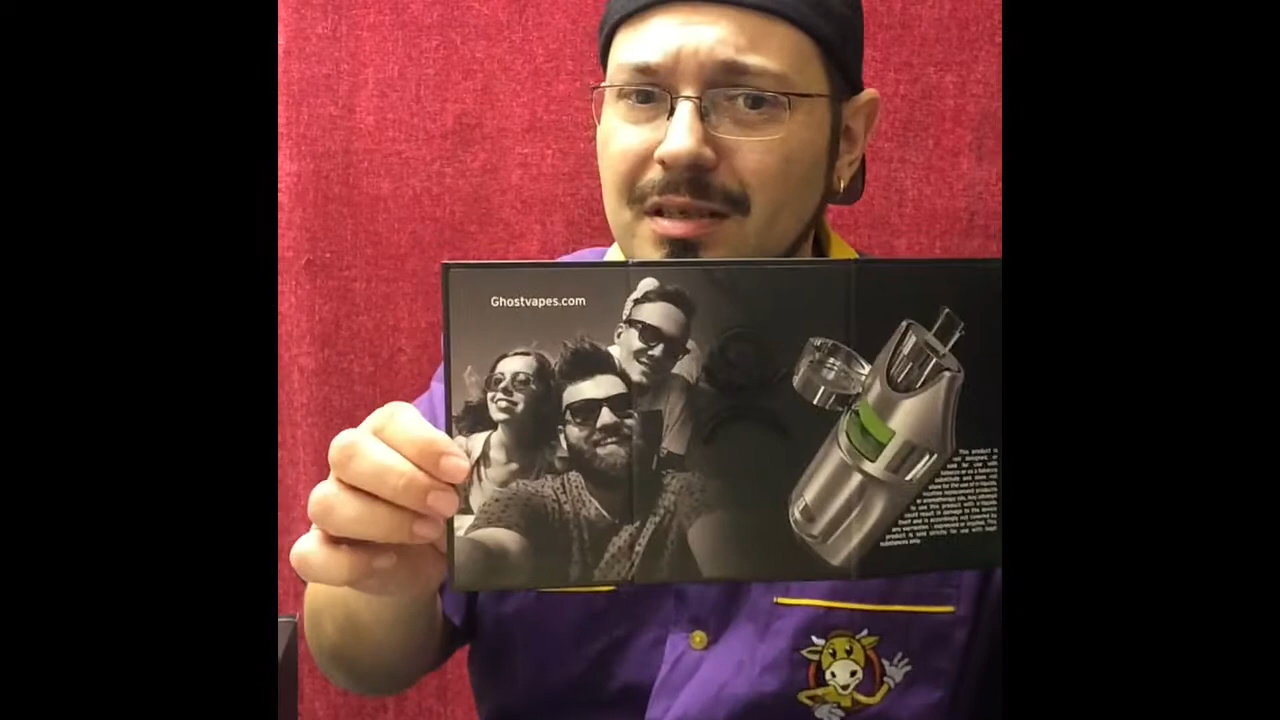 Ghostvapes.com
This product is
not designed, or
sold for use with
tobacco or as a tobacco
substitute and does not
allow for the use of e-liquids,
nicotine replacement products
or aromatherapy oils. Any attempt
to use this product with e-liquids
could result in damage to the device
itself and is accordingly not covered by
any warranties - expressed or implied. This
product is sold strictly for use with legal
substances only.